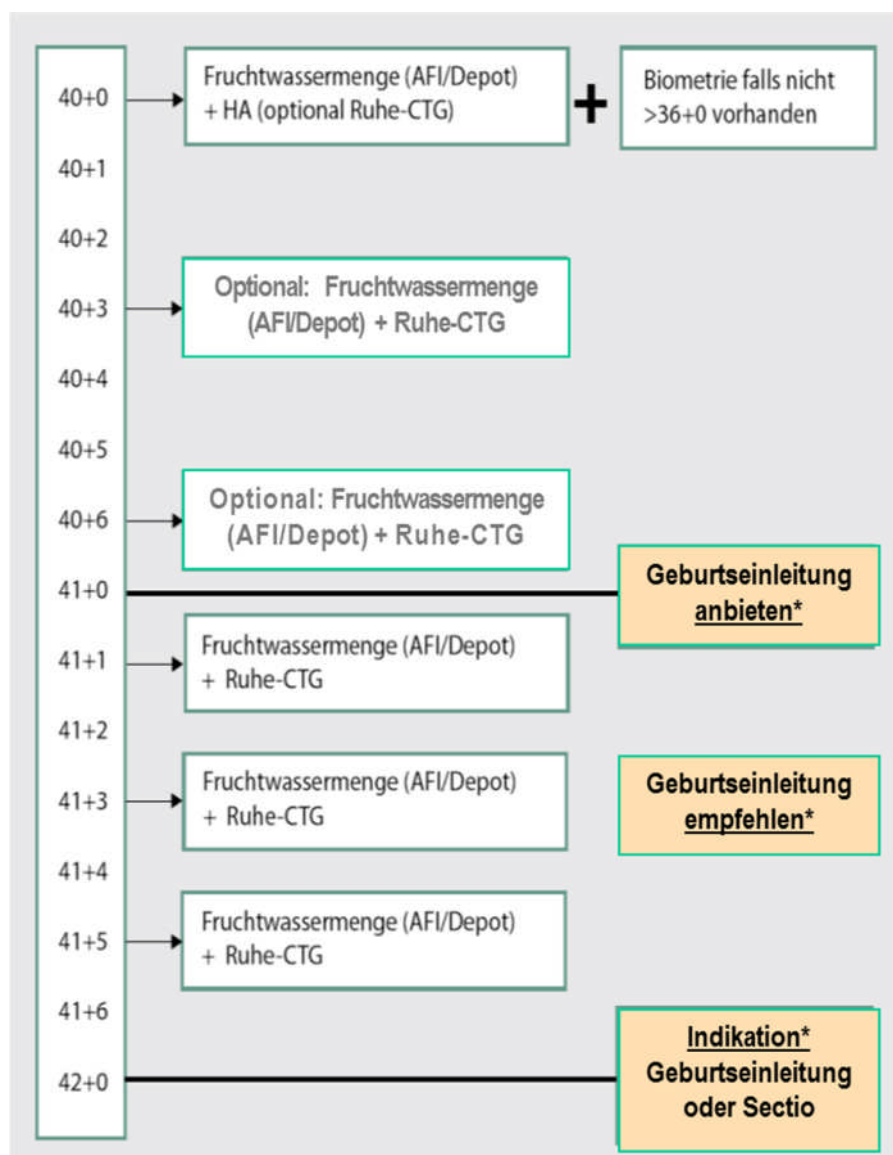 40+0
Fruchtwassermenge (AFI/Depot)
+ HA (optional Ruhe-CTG)
+
Biometrie falls nicht
>36+0 vorhanden
40+1
40+2
40+3
Optional: Fruchtwassermenge
(AFI/Depot) + Ruhe-CTG
40+4
40+5
40+6
Optional: Fruchtwassermenge
(AFI/Depot) + Ruhe-CTG
41+0
Geburtseinleitung
anbieten*
41+1
Fruchtwassermenge (AFI/Depot)
+ Ruhe-CTG
41+2
41+3
Fruchtwassermenge (AFI/Depot)
+ Ruhe-CTG
Geburtseinleitung
empfehlen*
41+4
41+5
Fruchtwassermenge (AFI/Depot)
+ Ruhe-CTG
41+6
42+0
Indikation*
Geburtseinleitung
oder Sectio